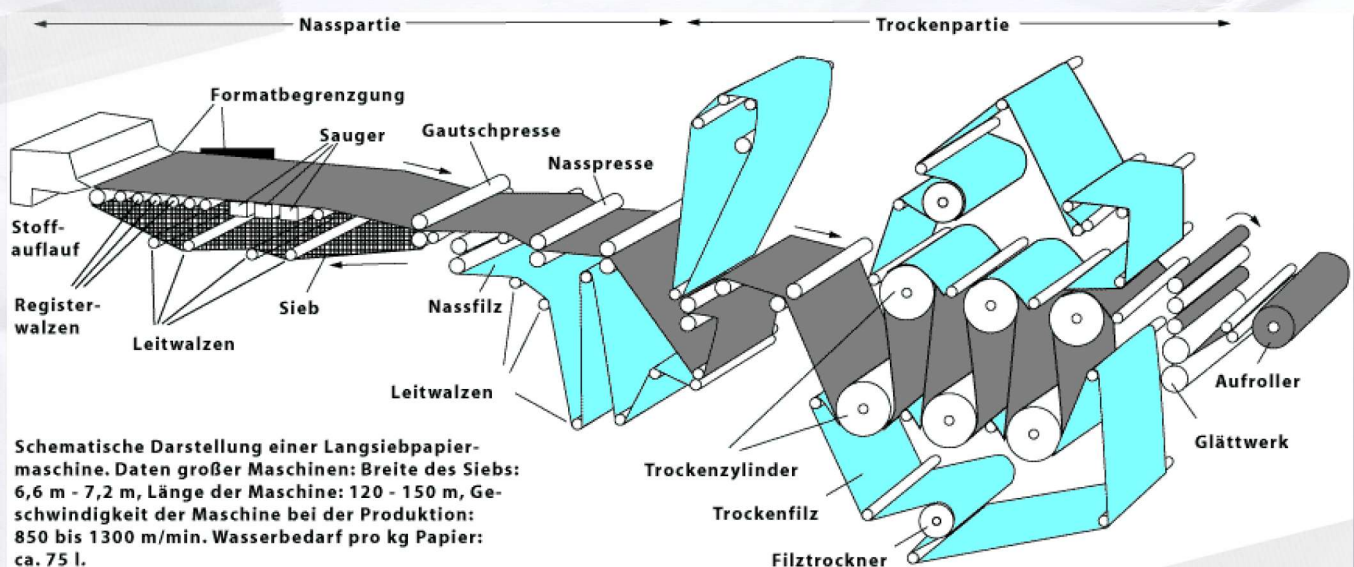 Nasspartie
Trockenpartie
Formatbegrenzgung
Sauger
Gautschpresse
Nasspresse
Stoff-
auflauf
Register-
walzen
Leitwalzen
Sieb
Nassfilz
Leitwalzen
Trockenzylinder
Trockenfilz
Filztrockner
Aufroller
Glättwerk
Schematische Darstellung einer Langsiebpapier-
maschine. Daten großer Maschinen: Breite des Siebs:
6,6 m - 7,2 m, Länge der Maschine: 120 - 150 m, Ge-
schwindigkeit der Maschine bei der Produktion:
850 bis 1300 m/min. Wasserbedarf pro kg Papier:
ca. 75 l.